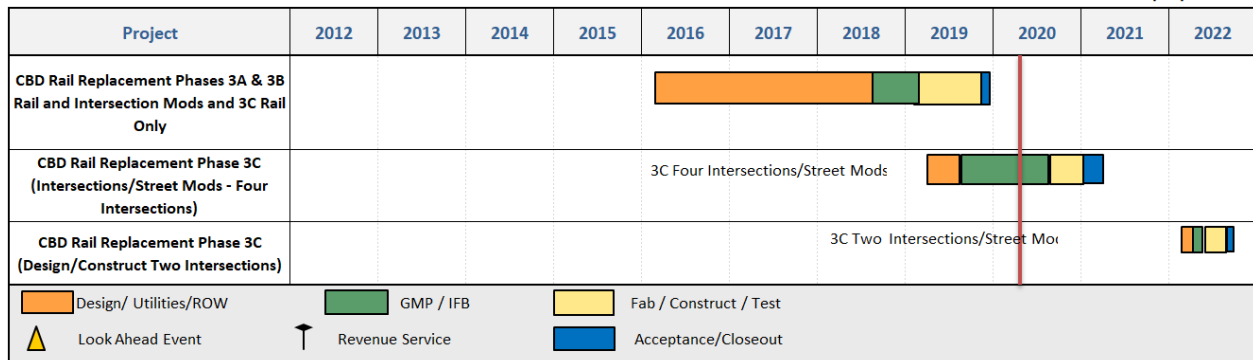 Project 2012 2013 2014 2015 2016 2017 2018 2019 2020 2021 2022
CBD Rail Replacement Phases 3A & 3B
Rail and Intersection Mods and 3C Rail
Only
CBD Rail Replacement Phase 3C
(Intersections/Street Mods - Four
Intersections)
3C Four Intersections/Street Mods
CBD Rail Replacement Phase 3C
(Design/Construct Two Intersections)
3C Two Intersections/Street Mo
Design/ Utilities/ROW GMP / IFB Fab / Construct / Test
Look Ahead Event Revenue Service Acceptance/Closeout